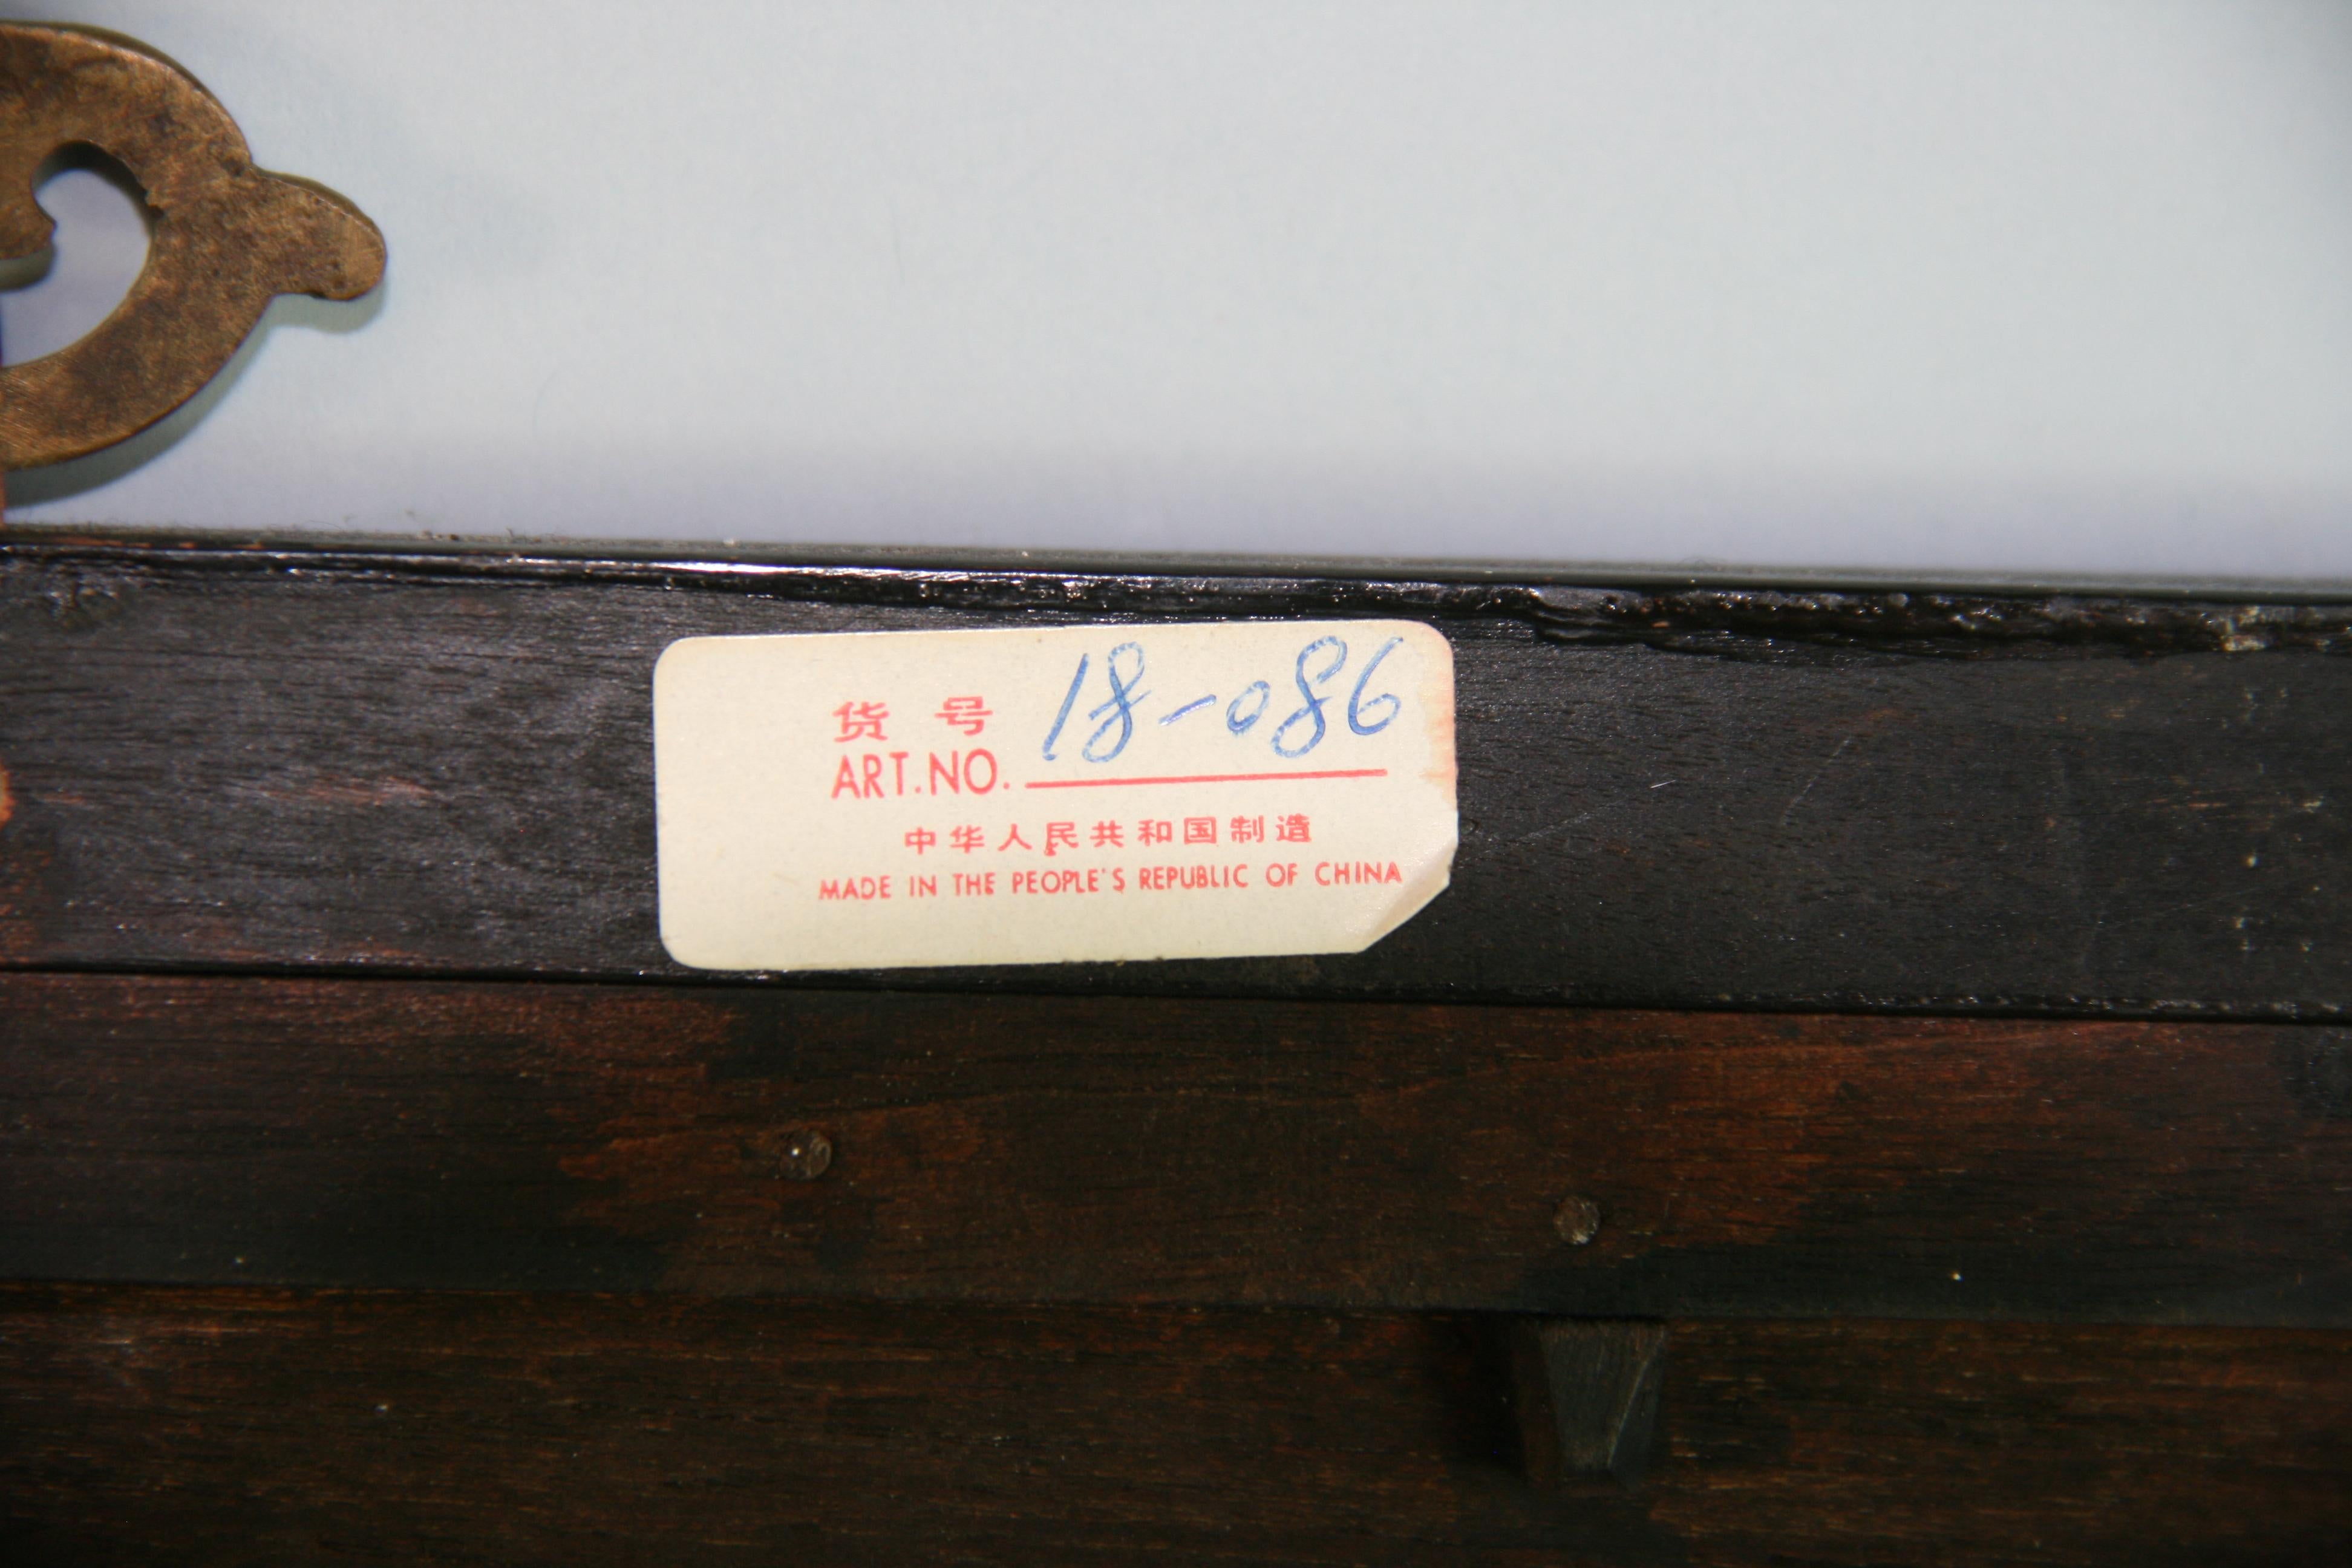 货号 18-086
ART.NO.
中华人民共和国制造
MADE IN THE PEOPLE'S REPUBLIC OF CHINA